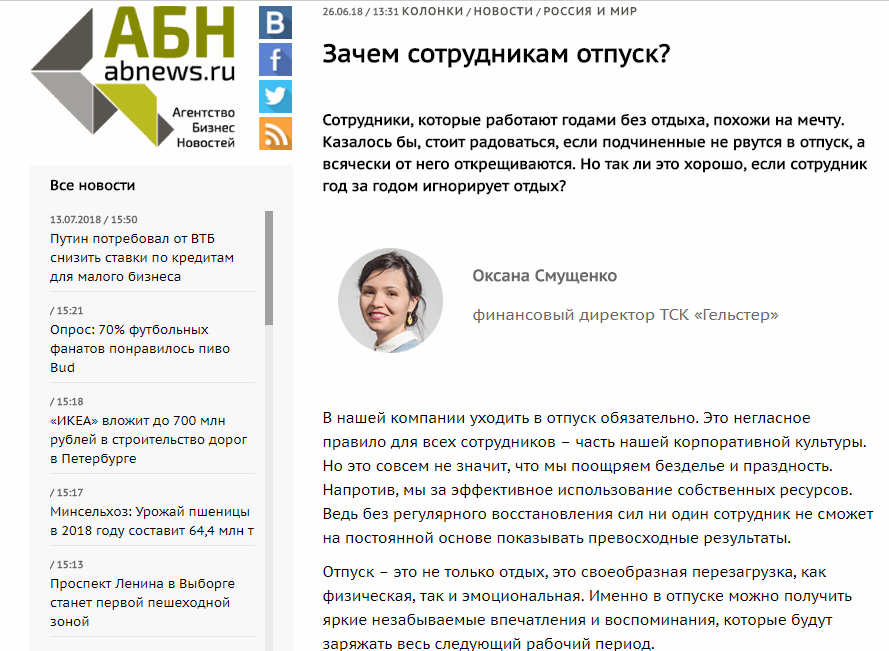 АБН
abnews.ru
Агентство
Бизнес
Новостей
В
f
Все новости
13.07.2018 / 15:50
Путин потребовал от ВТБ
снизить ставки по кредитам
для малого бизнеса
/ 15:21
Опрос: 70% футбольных
фанатов понравилось пиво
Bud
/ 15:18
«ИКЕА» вложит до 700 млн
рублей в строительство дорог
в Петербурге
/ 15:17
Минсельхоз: Урожай пшеницы
в 2018 году составит 64,4 млн т
/ 15:13
Проспект Ленина в Выборге
станет первой пешеходной
зоной
26.06.18 / 13:31 КОЛОНКИ / НОВОСТИ / РОССИЯ И МИР
Зачем сотрудникам отпуск?
Сотрудники, которые работают годами без отдыха, похожи на мечту.
Казалось бы, стоит радоваться, если подчиненные не рвутся в отпуск, а
всячески от него открещиваются. Но так ли это хорошо, если сотрудник
год за годом игнорирует отдых?
Оксана Смущенко
финансовый директор ТСК «Гельстер»
В нашей компании уходить в отпуск обязательно. Это негласное
правило для всех сотрудников – часть нашей корпоративной культуры.
Но это совсем не значит, что мы поощряем безделье и праздность.
Напротив, мы за эффективное использование собственных ресурсов.
Ведь без регулярного восстановления сил ни один сотрудник не сможет
на постоянной основе показывать превосходные результаты.
Отпуск – это не только отдых, это своеобразная перезагрузка, как
физическая, так и эмоциональная. Именно в отпуске можно получить
яркие незабываемые впечатления и воспоминания, которые будут
заряжать весь следующий рабочий период.